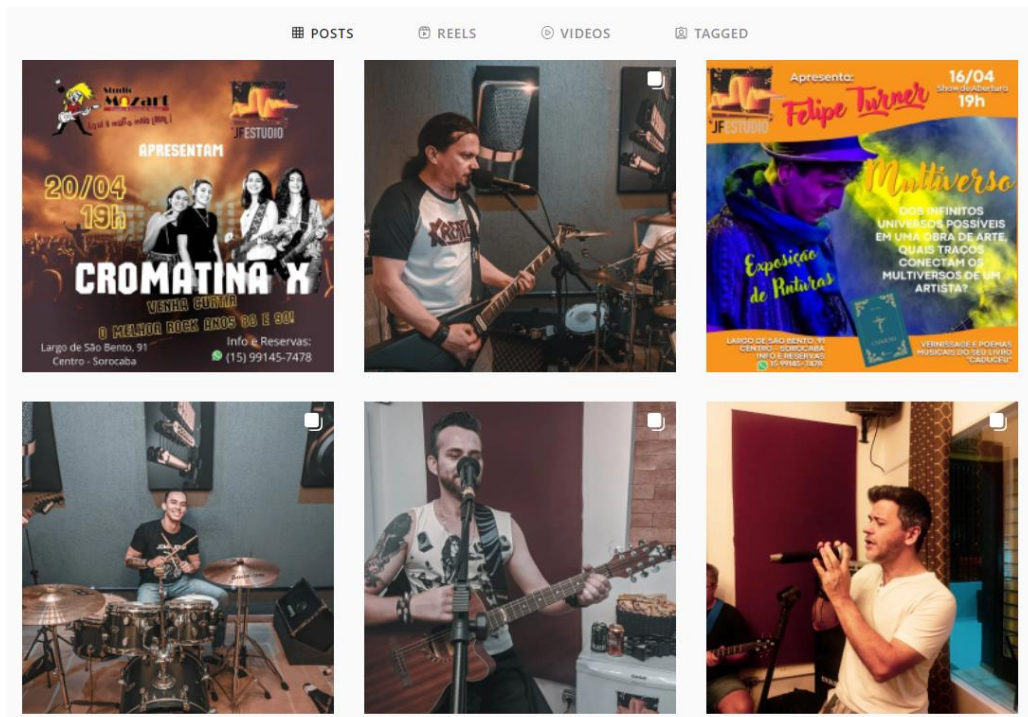 POSTS
REELS
VIDEOS
TAGGED
Studio
Mozart
JFESTUDIO
APRESENTAM
20/04
19h
CROMATINA X
VENHA CURTIR
O MELHOR ROCK ANOS 80 E 90!
Largo de São Bento, 91
Centro - Sorocaba
Info e Reservas:
(15) 99145-7478
KREATOR
JFESTUDIO
Apresenta:
Felipe Turner
16/04
Show de Abertura
19h
Multiverso
DOS INFINITOS
UNIVERSOS POSSÍVEIS
EM UMA OBRA DE ARTE,
QUAIS TRAÇOS
CONECTAM OS
MULTIVERSOS DE UM
ARTISTA?
Exposição
de Pinturas
LARGO DE SÃO BENTO, 91
CENTRO - SOROCABA
INFO E RESERVAS
15 99145-7478
VERNISSAGE E POEMAS
MUSICAIS DO SEU LIVRO
"CADUCEU"